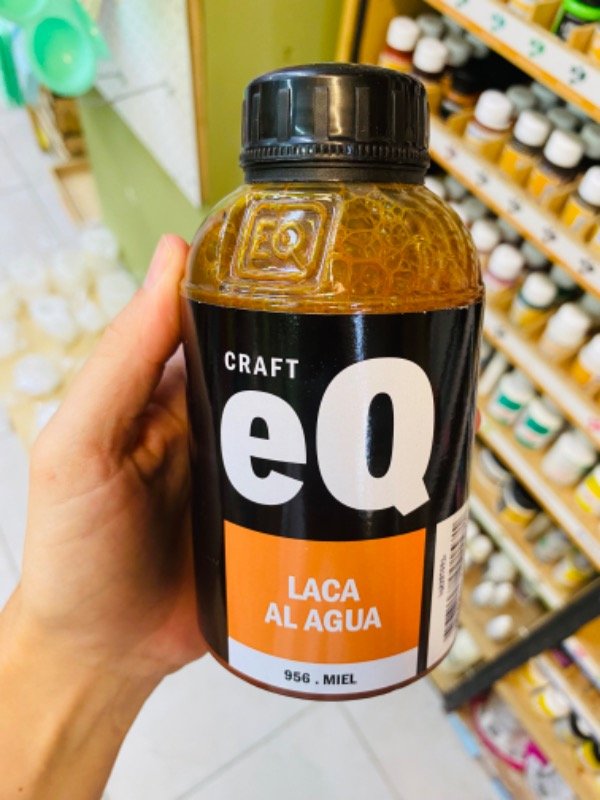 EQ
CRAFT
eQ
LACA
AL AGUA
956 . MIEL